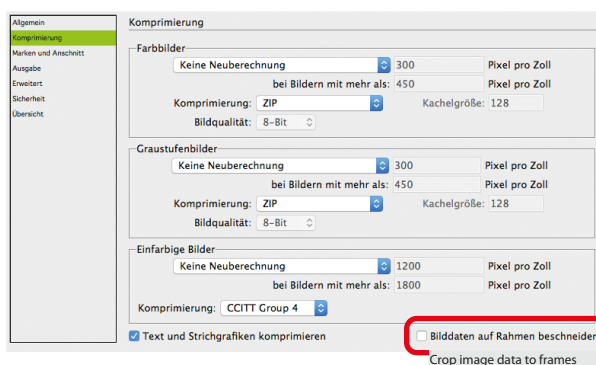 Allgemein
Komprimierung
Marken und Anschnitt
Ausgabe
Erweitert
Sicherheit
Übersicht
Komprimierung
Farbbilder
Keine Neuberechnung 300 Pixel pro Zoll
bei Bildern mit mehr als: 450 Pixel pro Zoll
Komprimierung: ZIP Kachelgröße: 128
Bildqualität: 8-Bit
Graustufenbilder
Keine Neuberechnung 300 Pixel pro Zoll
bei Bildern mit mehr als: 450 Pixel pro Zoll
Komprimierung: ZIP Kachelgröße: 128
Bildqualität: 8-Bit
Einfarbige Bilder
Keine Neuberechnung 1200 Pixel pro Zoll
bei Bildern mit mehr als: 1800 Pixel pro Zoll
Komprimierung: CCITT Group 4
Text und Strichgrafiken komprimieren Bilddaten auf Rahmen beschneiden
Crop image data to frames